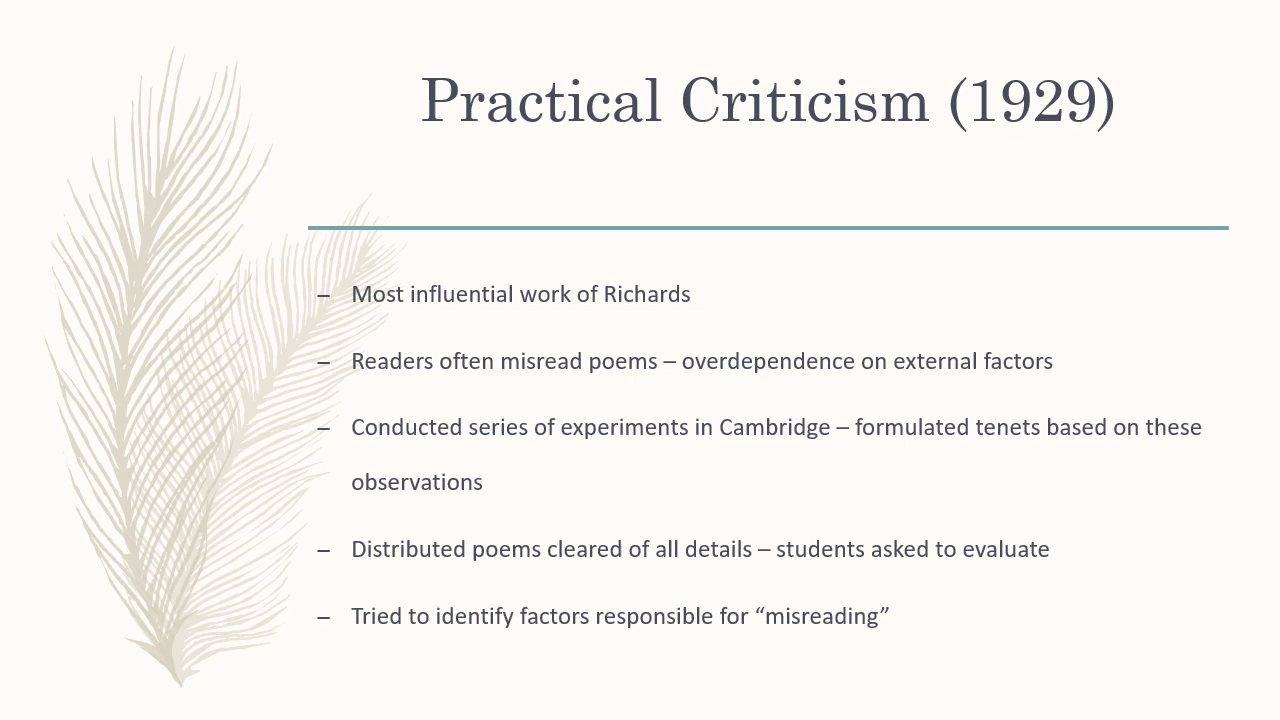 Practical Criticism (1929)
– Most influential work of Richards
– Readers often misread poems – overdependence on external factors
– Conducted series of experiments in Cambridge – formulated tenets based on these
observations
– Distributed poems cleared of all details – students asked to evaluate
– Tried to identify factors responsible for “misreading”